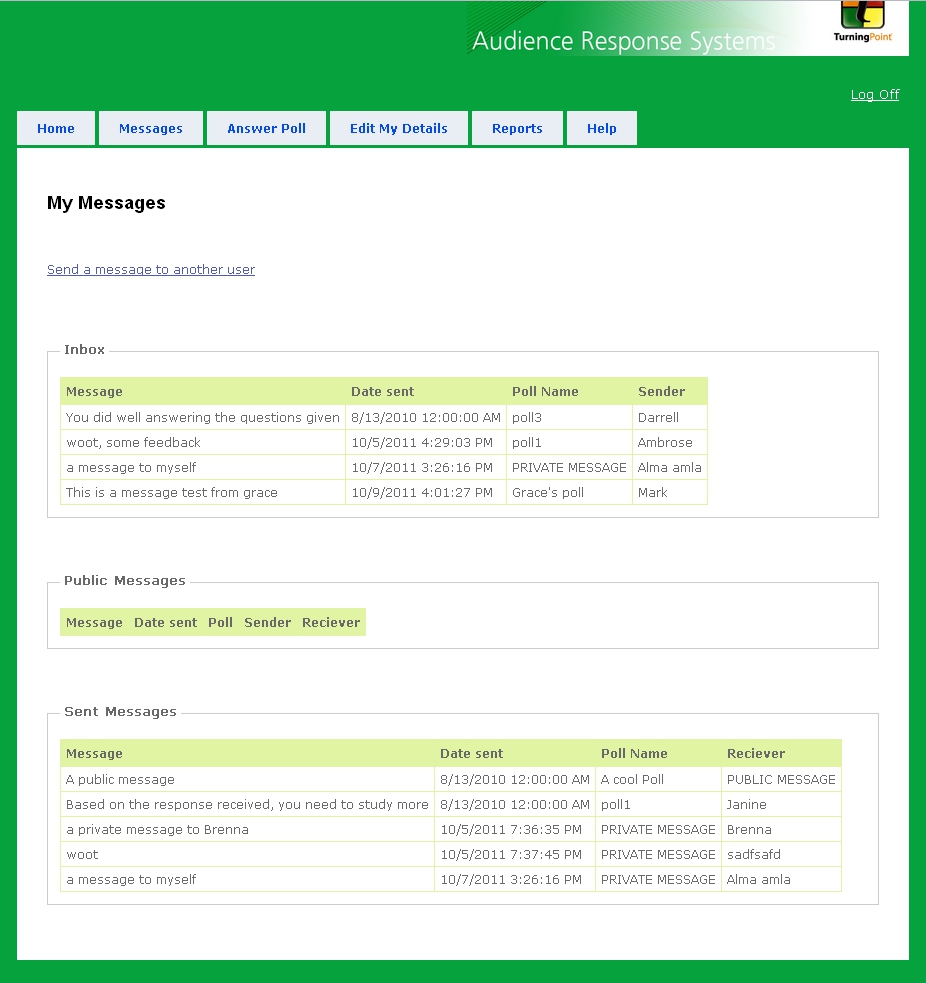 Audience Response Systems
TurningPoint
Log Off
Home Messages Answer Poll Edit My Details Reports Help
My Messages
Send a message to another user
Inbox
Message Date sent Poll Name Sender
You did well answering the questions given 8/13/2010 12:00:00 AM poll3 Darrell
woot, some feedback 10/5/2011 4:29:03 PM poll1 Ambrose
a message to myself 10/7/2011 3:26:16 PM PRIVATE MESSAGE Alma amla
This is a message test from grace 10/9/2011 4:01:27 PM Grace's poll Mark
Public Messages
Message Date sent Poll Sender Reciever
Sent Messages
Message Date sent Poll Name Reciever
A public message 8/13/2010 12:00:00 AM A cool Poll PUBLIC MESSAGE
Based on the response received, you need to study more 8/13/2010 12:00:00 AM poll1 Janine
a private message to Brenna 10/5/2011 7:36:35 PM PRIVATE MESSAGE Brenna
woot 10/5/2011 7:37:45 PM PRIVATE MESSAGE sadfsafd
a message to myself 10/7/2011 3:26:16 PM PRIVATE MESSAGE Alma amla